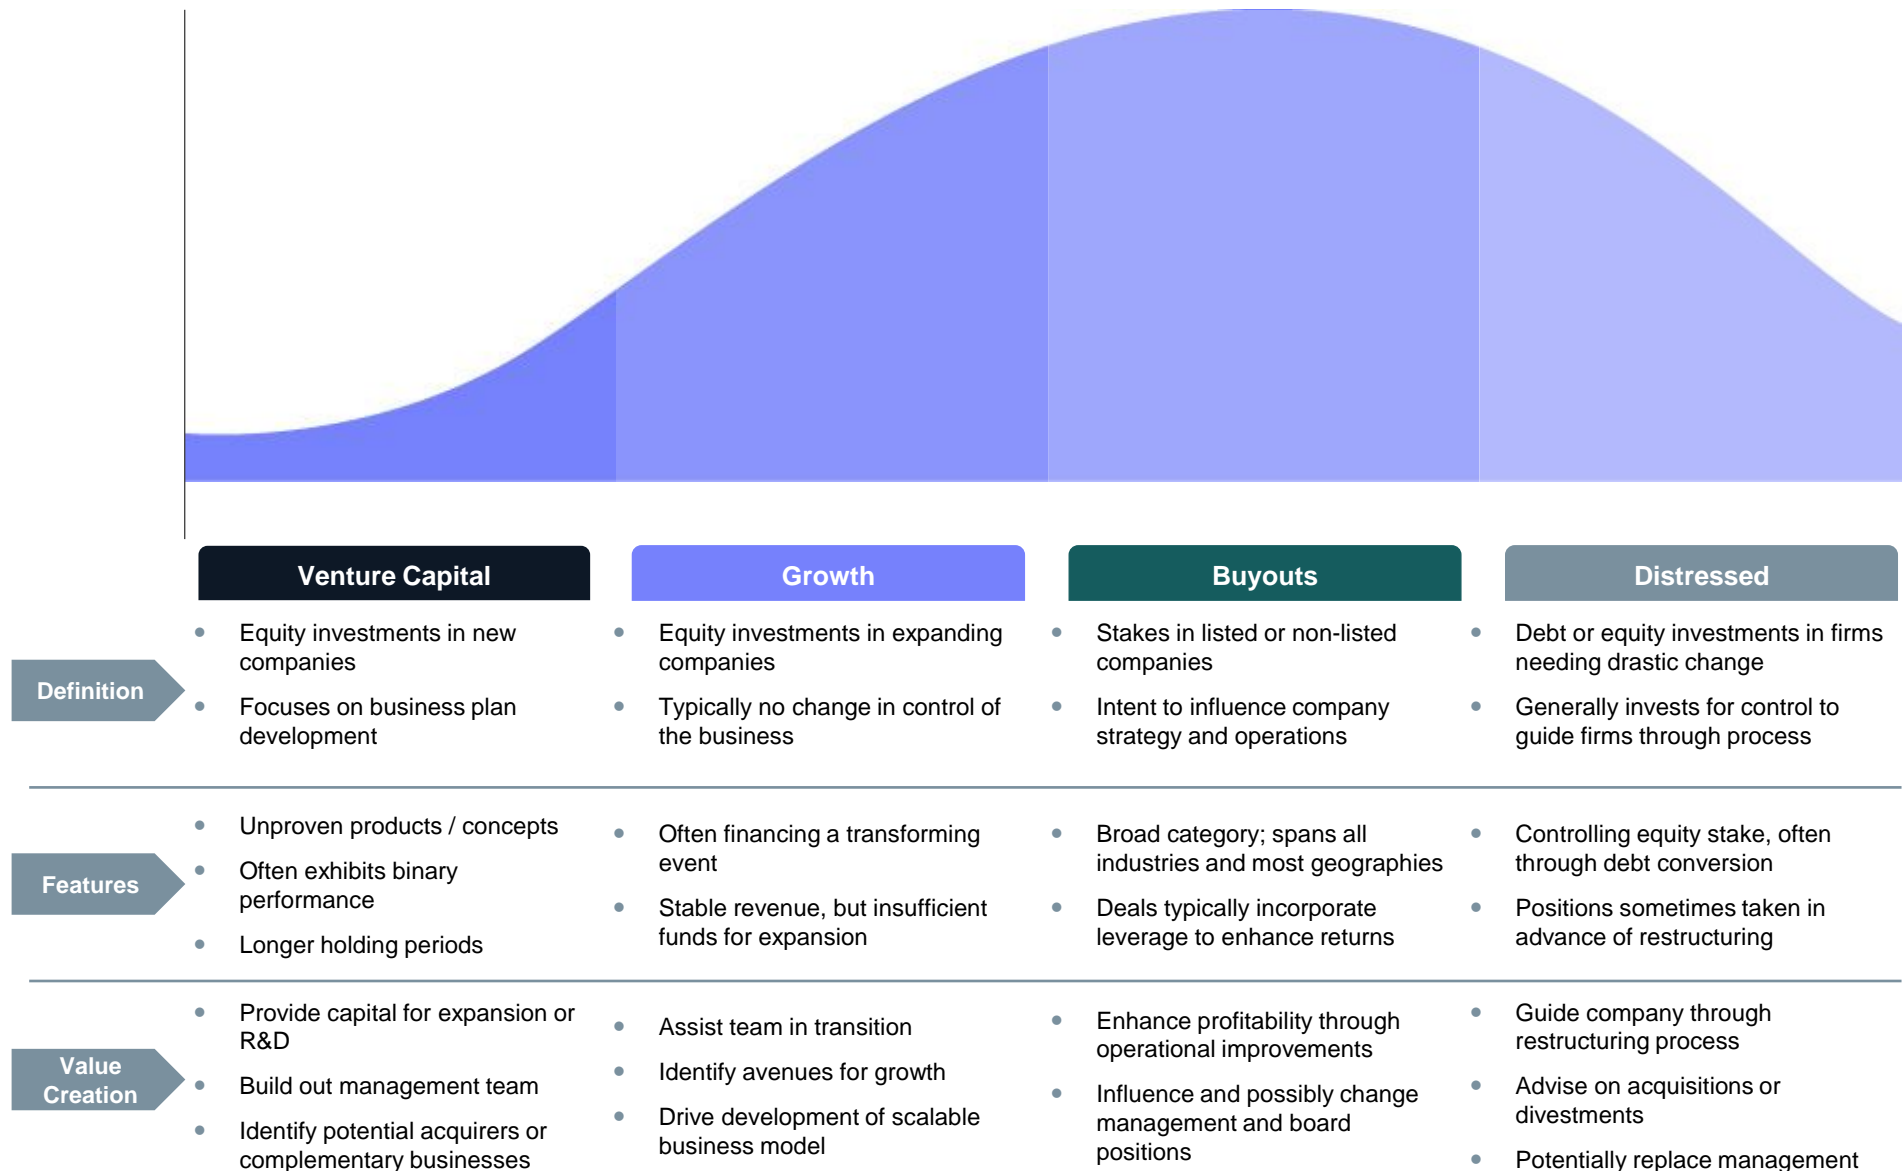 Venture Capital
Growth
Buyouts
Distressed
Definition
Equity investments in new
companies
Focuses on business plan
development
Equity investments in expanding
companies
Typically no change in control of
the business
Stakes in listed or non-listed
companies
Intent to influence company
strategy and operations
Debt or equity investments in firms
needing drastic change
Generally invests for control to
guide firms through process
Features
Unproven products / concepts
Often exhibits binary
performance
Longer holding periods
Often financing a transforming
event
Stable revenue, but insufficient
funds for expansion
Broad category; spans all
industries and most geographies
Deals typically incorporate
leverage to enhance returns
Controlling equity stake, often
through debt conversion
Positions sometimes taken in
advance of restructuring
Value
Creation
Provide capital for expansion or
R&D
Build out management team
Identify potential acquirers or
complementary businesses
Assist team in transition
Identify avenues for growth
Drive development of scalable
business model
Enhance profitability through
operational improvements
Influence and possibly change
management and board
positions
Guide company through
restructuring process
Advise on acquisitions or
divestments
Potentially replace management